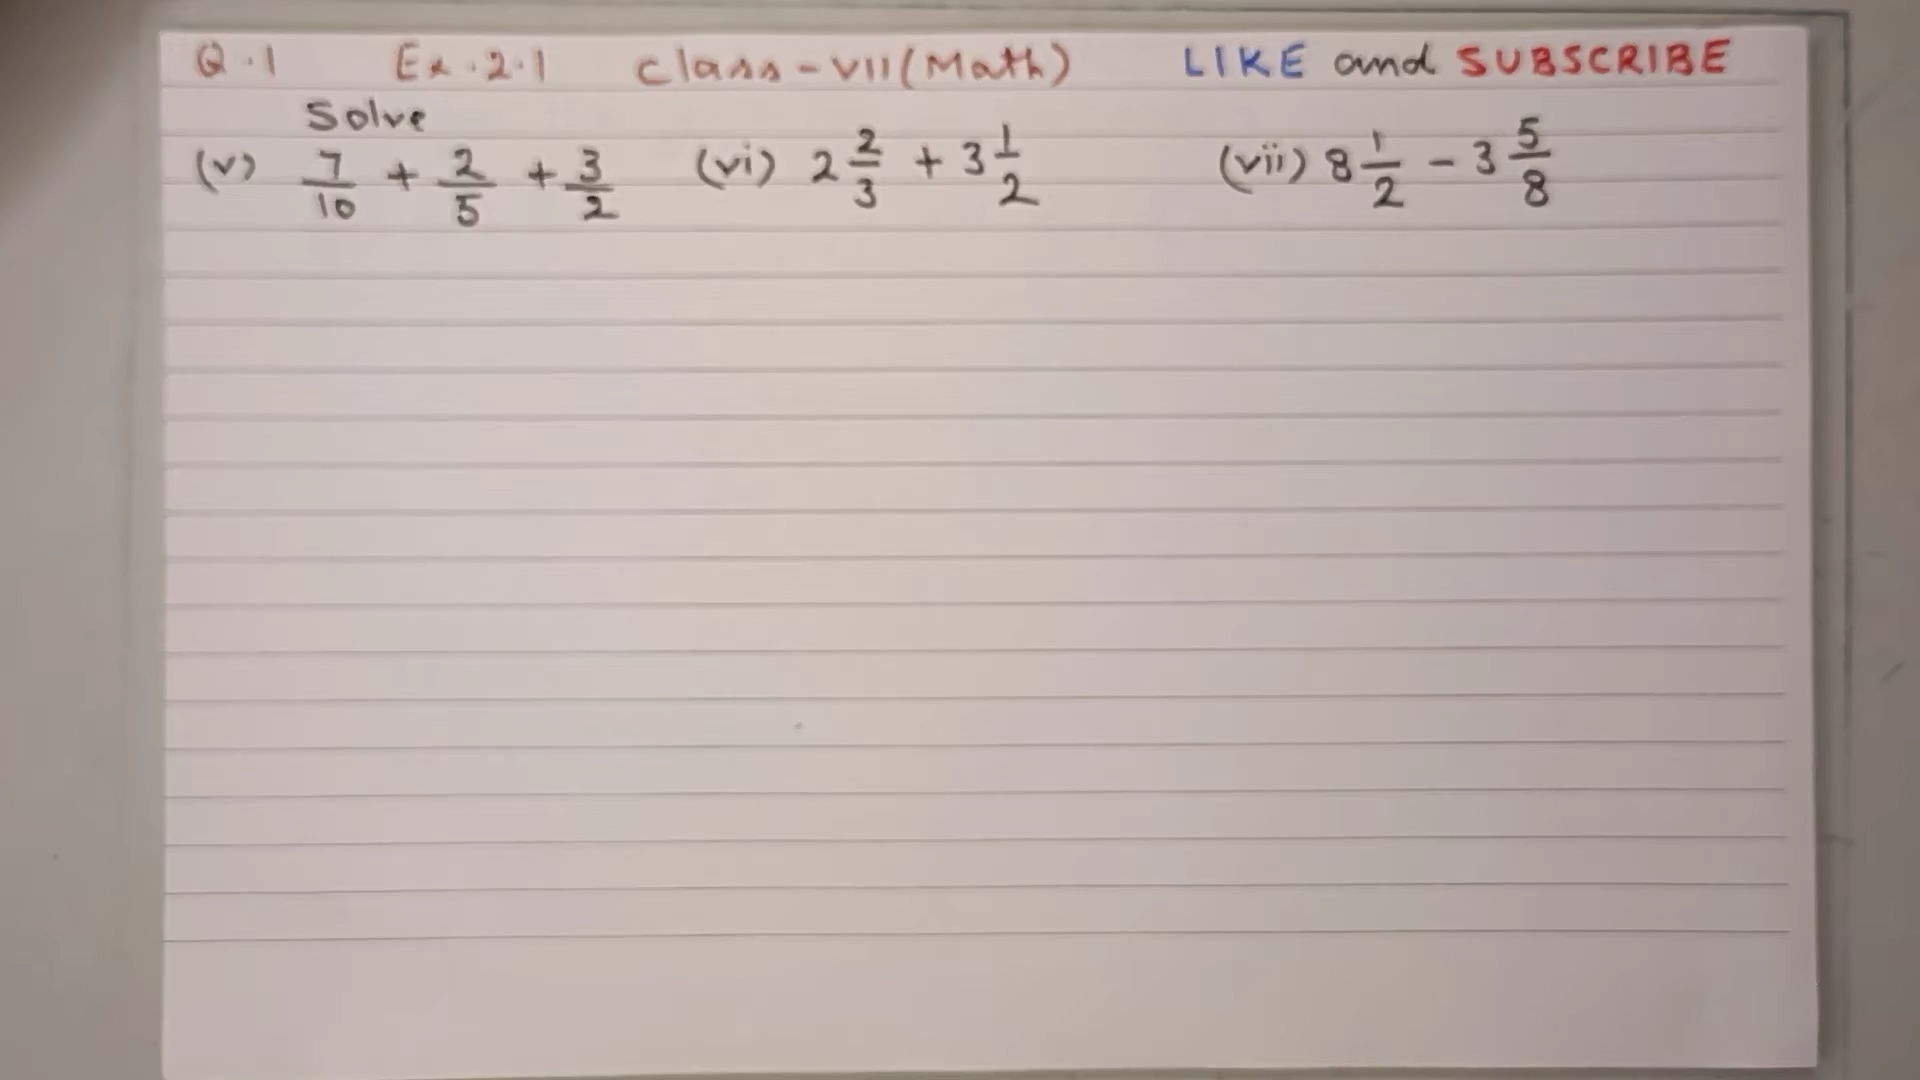 Q.1 Ex.2.1 Class-VII(Math) LIKE and SUBSCRIBE
Solve
(v) 7/10 + 2/5 + 3/2 (vi) 2 2/3 + 3 1/2 (vii) 8 1/2 - 3 5/8